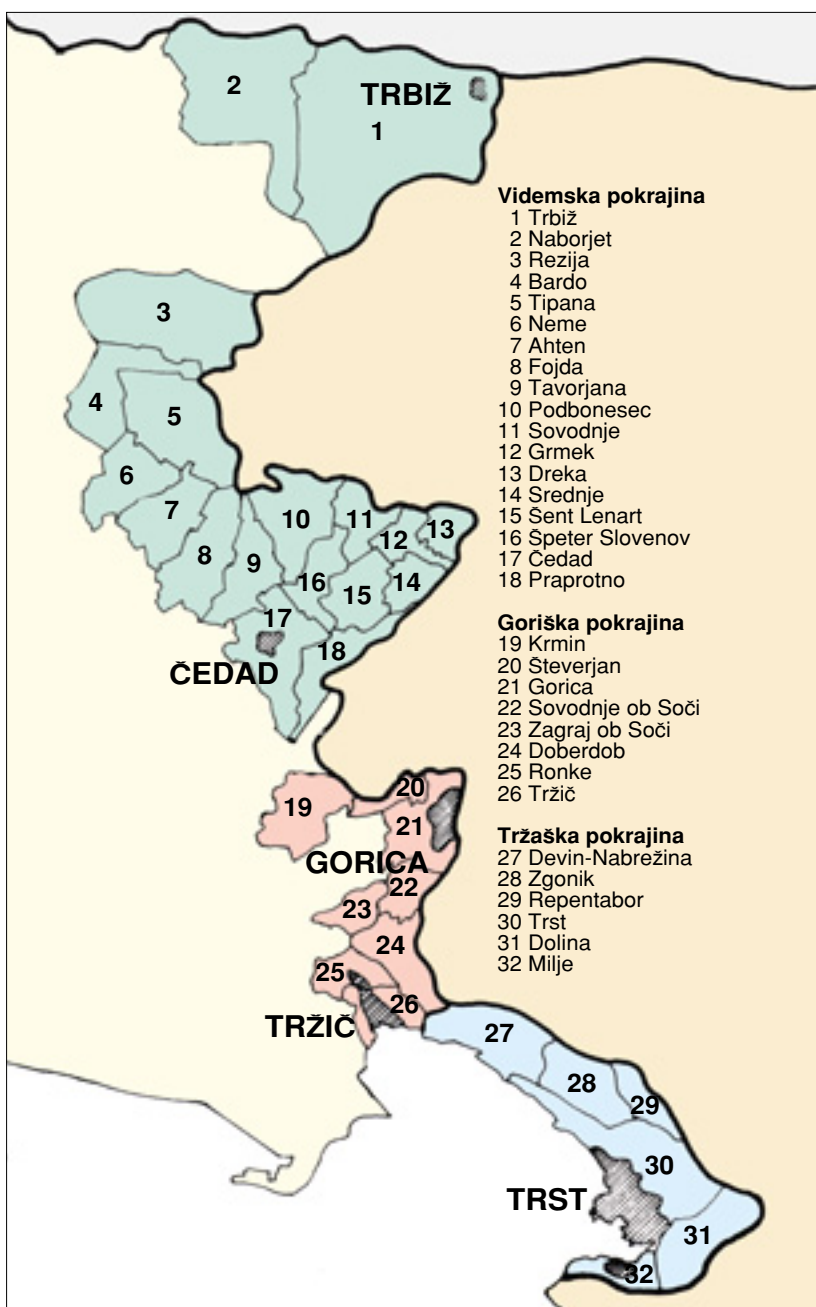 2
TRBIŽ
1
Videmska pokrajina
1 Trbiž
2 Naborjet
3 Rezija
4 Bardo
5 Tipana
6 Neme
7 Ahten
8 Fojda
9 Tavorjana
10 Podbonesec
11 Sovodnje
12 Grmek
13 Dreka
14 Srednje
15 Šent Lenart
16 Špeter Slovenov
17 Čedad
18 Praprotno
Goriška pokrajina
19 Krmin
20 Števerjan
21 Gorica
22 Sovodnje ob Soči
23 Zagraj ob Soči
24 Doberdob
25 Ronke
26 Tržič
Tržaška pokrajina
27 Devin-Nabrežina
28 Zgonik
29 Repentabor
30 Trst
31 Dolina
32 Milje
3
4
5
6
7
8
9
10
11
12
13
14
15
16
17
18
ČEDAD
19
20
21
GORICA
22
23
24
25
26
TRŽIČ
27
28
29
30
TRST
31
32